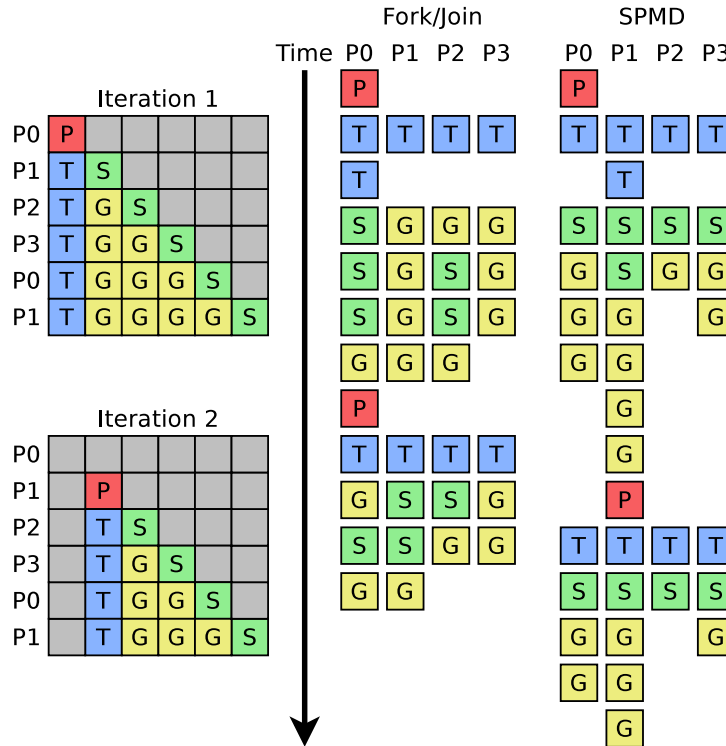 Fork/Join SPMD
Time P0 P1 P2 P3 P0 P1 P2 P3
Iteration 1
P0 P
P1 T S
P2 T G S
P3 T G G S
P0 T G G G S
P1 T G G G G S
Iteration 2
P0
P1 P
P2 T S
P3 T G S
P0 T G G S
P1 T G G G S
P
T T T T
T
S G G G
S G S G
S G S G
G G G
P
T T T T
G S S G
S S G G
G G
P
T T T T
T
S S S S
G S G G
G G G
G G
G
G
P
T T T T
S S S S
G G G
G G
G